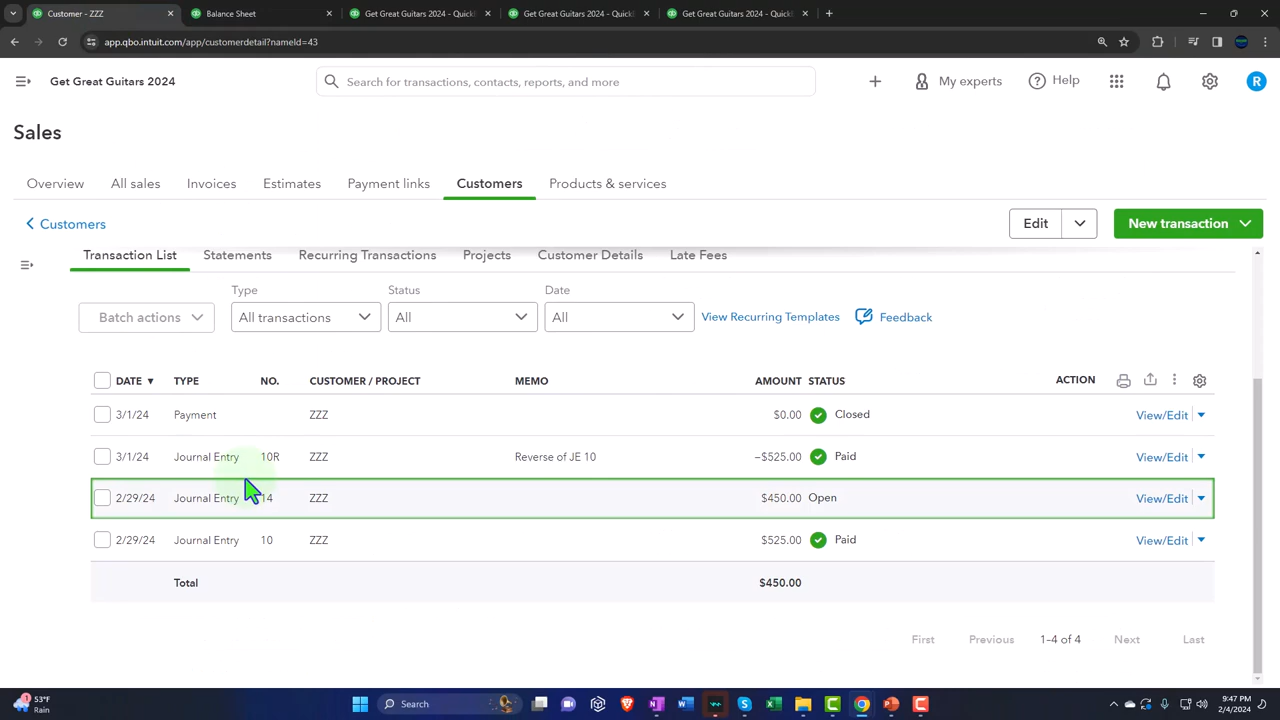 Customer - ZZZ
Balance Sheet
Get Great Guitars 2024 - Quick
Get Great Guitars 2024 - Quick
Get Great Guitars 2024 - Quick
app.qbo.intuit.com/app/customerdetail?nameId=43
Get Great Guitars 2024
Search for transactions, contacts, reports, and more
My experts
Help
R
Sales
Overview
All sales
Invoices
Estimates
Payment links
Customers
Products & services
Customers
Edit
New transaction
Transaction List
Statements
Recurring Transactions
Projects
Customer Details
Late Fees
Type
Status
Date
Batch actions
All transactions
All
All
View Recurring Templates
Feedback
DATE ▼ TYPE NO. CUSTOMER / PROJECT MEMO AMOUNT STATUS ACTION
3/1/24 Payment ZZZ $0.00 Closed View/Edit
3/1/24 Journal Entry 10R ZZZ Reverse of JE 10 −$525.00 Paid View/Edit
2/29/24 Journal Entry 14 ZZZ $450.00 Open View/Edit
2/29/24 Journal Entry 10 ZZZ $525.00 Paid View/Edit
Total $450.00
First Previous 1–4 of 4 Next Last
1
53°F
Rain
Search
9:47 PM
2/4/2024